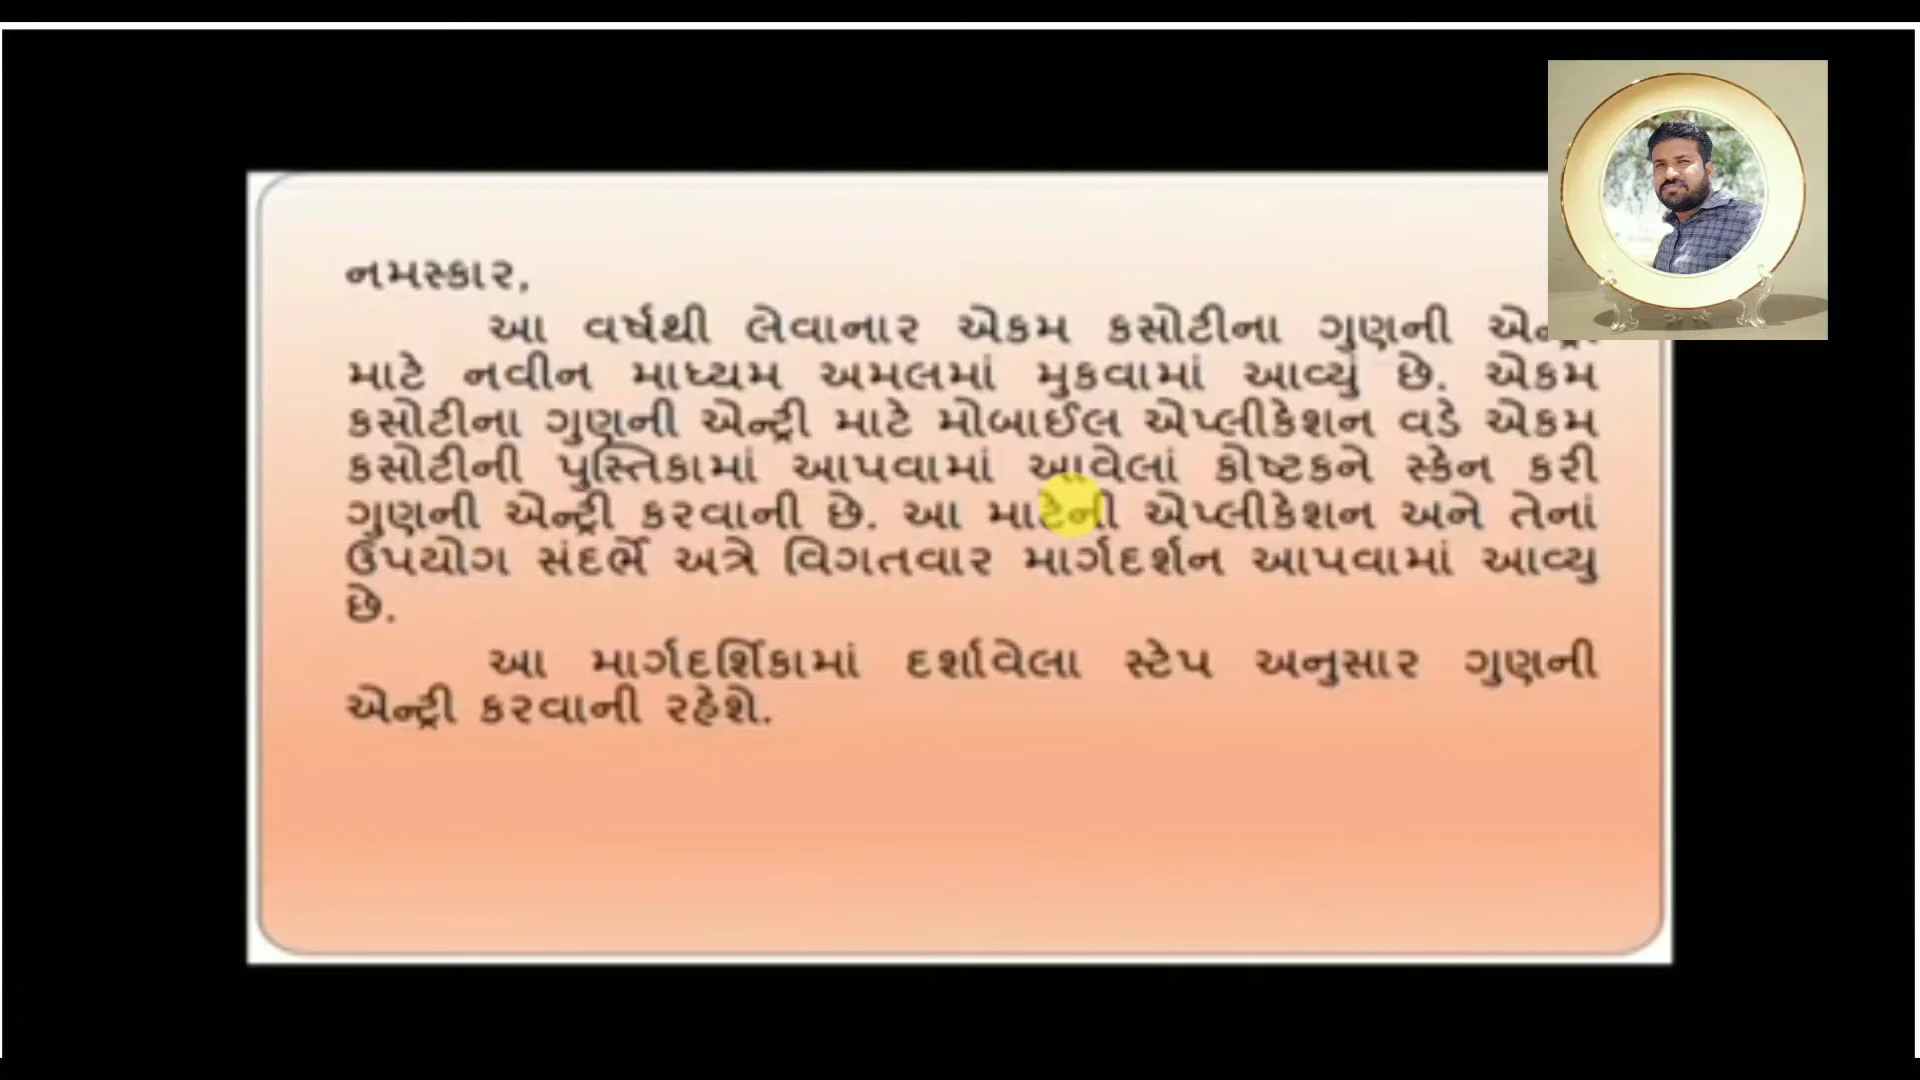 નમસ્કાર,
આ વર્ષથી લેવાનાર એકમ કસોટીના ગુણની
માટે નવીન માધ્યમ અમલમાં મુકવામાં આવ્યું છે. એકમ
કસોટીના ગુણની એન્ટ્રી માટે મોબાઈલ એપ્લીકેશન વડે એકમ
કસોટીની પુસ્તિકામાં આપવામાં આવેલાં કોષ્ટકને સ્કેન કરી
ગુણની એન્ટ્રી કરવાની છે. આ માટેની એપ્લીકેશન અને તેનાં
ઉપયોગ સંદર્ભે અત્રે વિગતવાર માર્ગદર્શન આપવામાં આવ્યુ
છે.
આ માર્ગદર્શિકામાં દર્શાવેલા સ્ટેપ અનુસાર ગુણની
એન્ટ્રી કરવાની રહેશે.